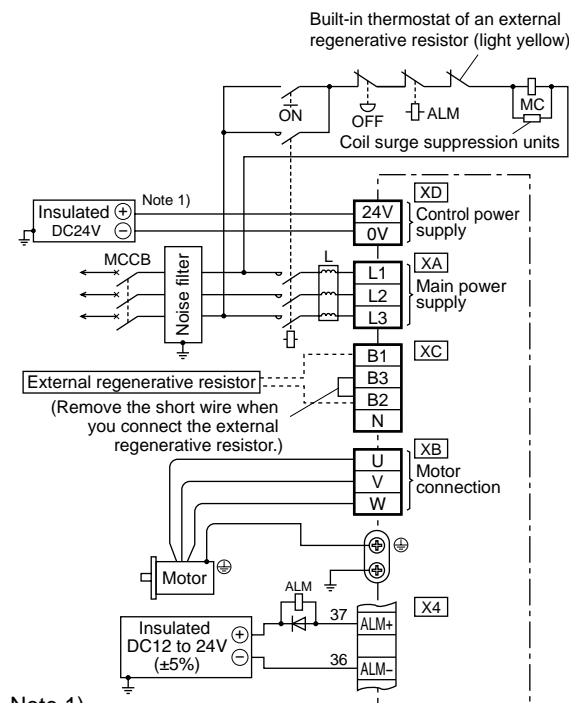 Built-in thermostat of an external
regenerative resistor (light yellow)
ON
OFF
ALM
MC
Coil surge suppression units
Insulated
DC24V
+
−
Note 1)
XD
24V
0V
Control power
supply
MCCB
Noise filter
L
XA
L1
L2
L3
Main power
supply
External regenerative resistor
(Remove the short wire when
you connect the external
regenerative resistor.)
XC
B1
B3
B2
N
XB
U
V
W
Motor
connection
Motor
Insulated
DC12 to 24V
(±5%)
+
−
ALM
37
36
X4
ALM+
ALM−
Note 1)